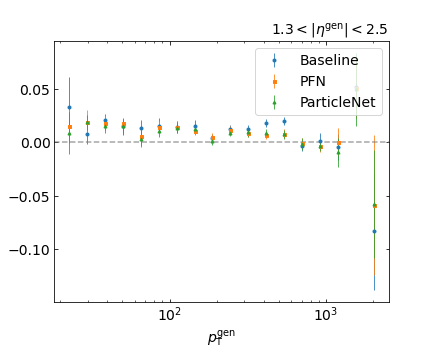 1.3 < |η^gen| < 2.5
Baseline
PFN
ParticleNet
0.05
0.00
−0.05
−0.10
10^2
10^3
p_T^gen